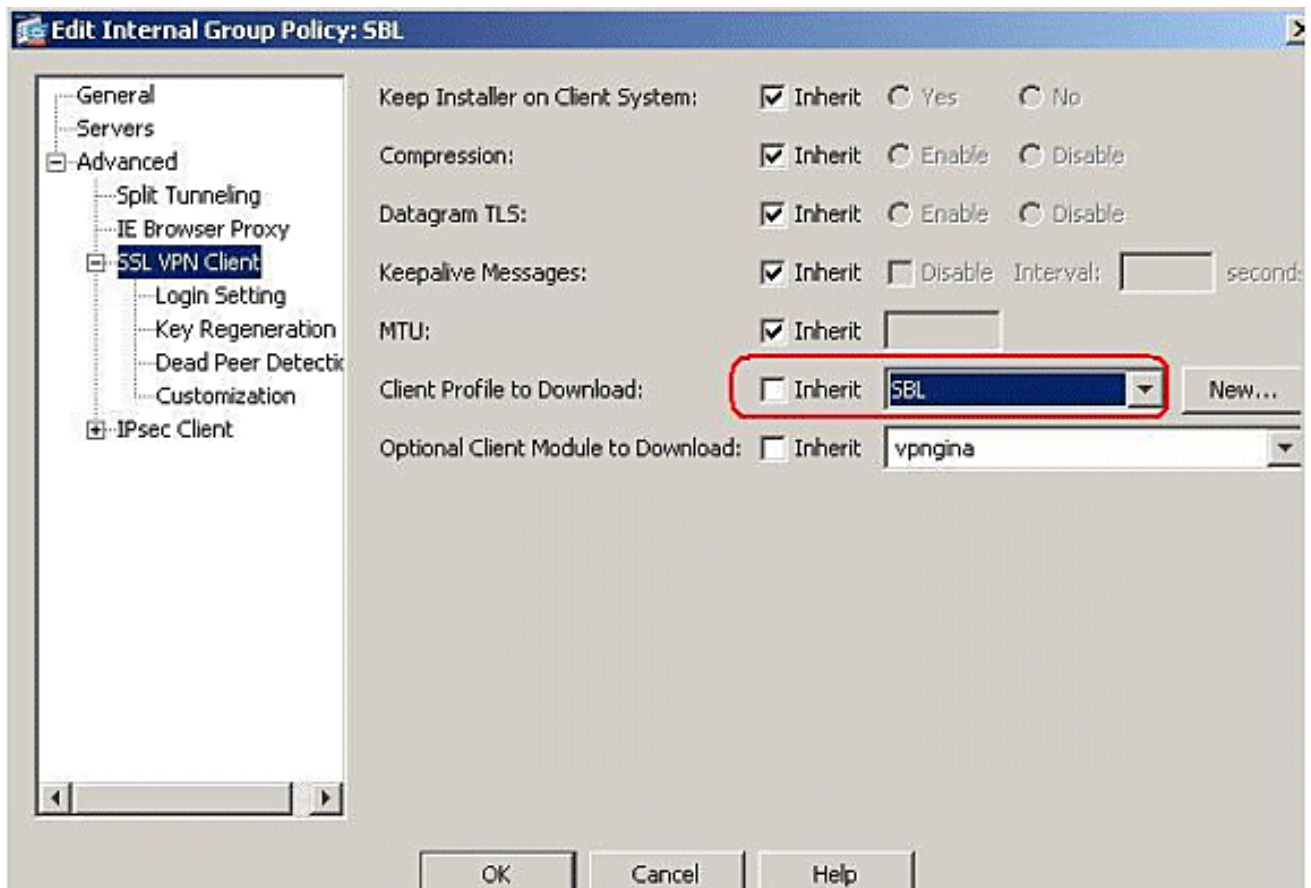 Edit Internal Group Policy: SBL
General
Servers
Advanced
Split Tunneling
IE Browser Proxy
SSL VPN Client
Login Setting
Key Regeneration
Dead Peer Detectic
Customization
IPsec Client
Keep Installer on Client System: Inherit Yes No
Compression: Inherit Enable Disable
Datagram TLS: Inherit Enable Disable
Keepalive Messages: Inherit Disable Interval: second:
MTU: Inherit
Client Profile to Download: Inherit SBL New...
Optional Client Module to Download: Inherit vpngina
OK Cancel Help